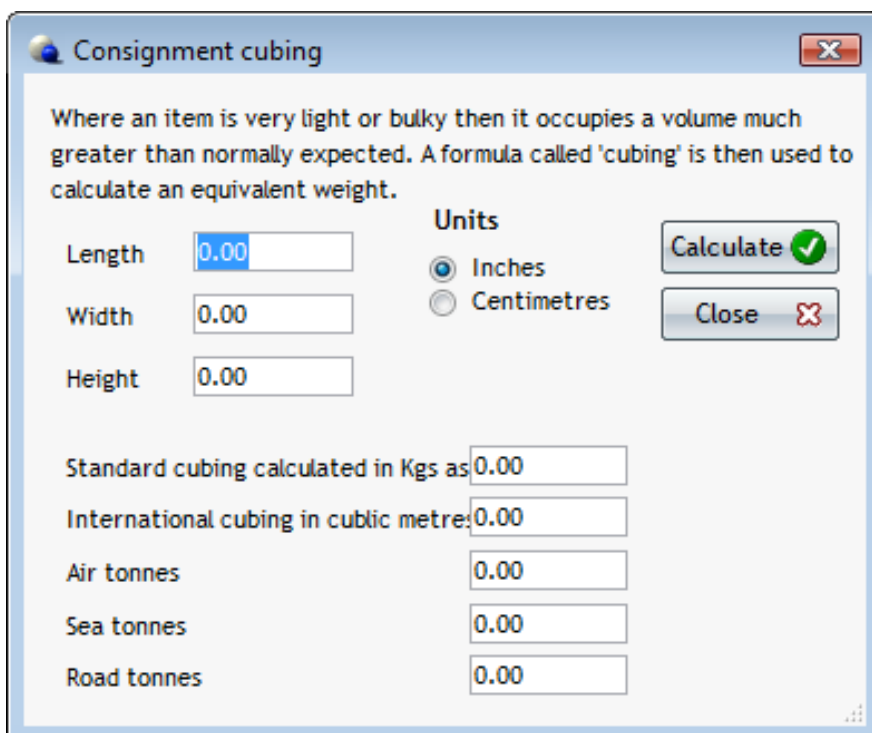 Consignment cubing
Where an item is very light or bulky then it occupies a volume much
greater than normally expected. A formula called 'cubing' is then used to
calculate an equivalent weight.
Units
Length 0.00
Inches
Calculate
Centimetres
Width 0.00
Close
Height 0.00
Standard cubing calculated in Kgs as 0.00
International cubing in cublic metres 0.00
Air tonnes 0.00
Sea tonnes 0.00
Road tonnes 0.00